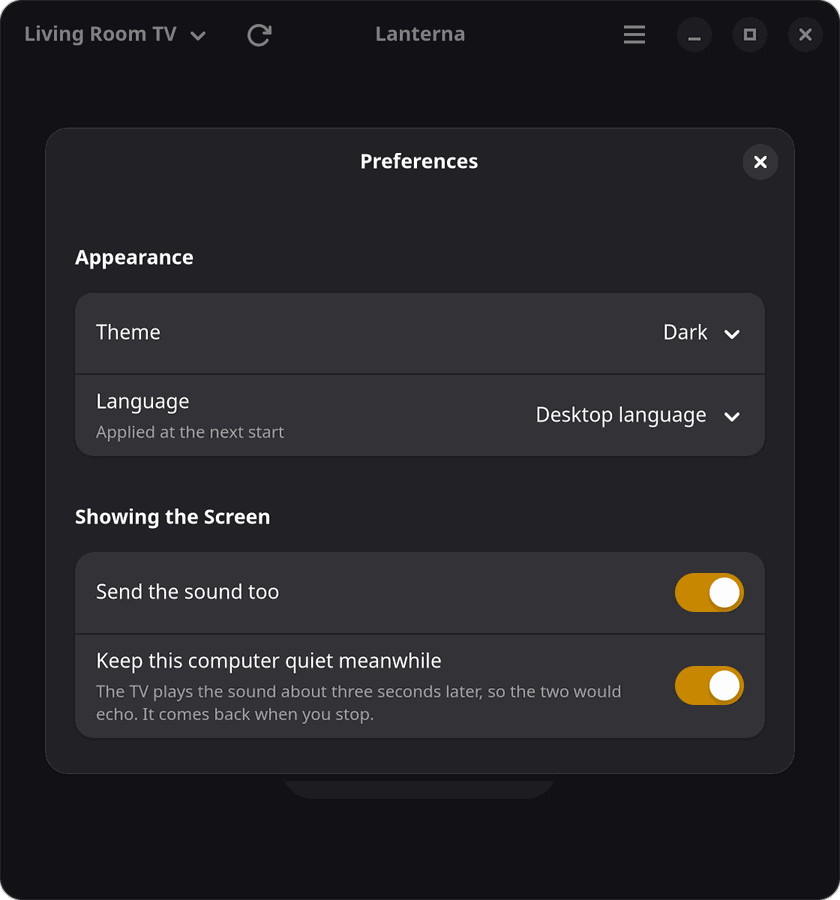 Living Room TV
Lanterna
Preferences
Appearance
Theme
Dark
Language
Applied at the next start
Desktop language
Showing the Screen
Send the sound too
Keep this computer quiet meanwhile
The TV plays the sound about three seconds later, so the two would
echo. It comes back when you stop.